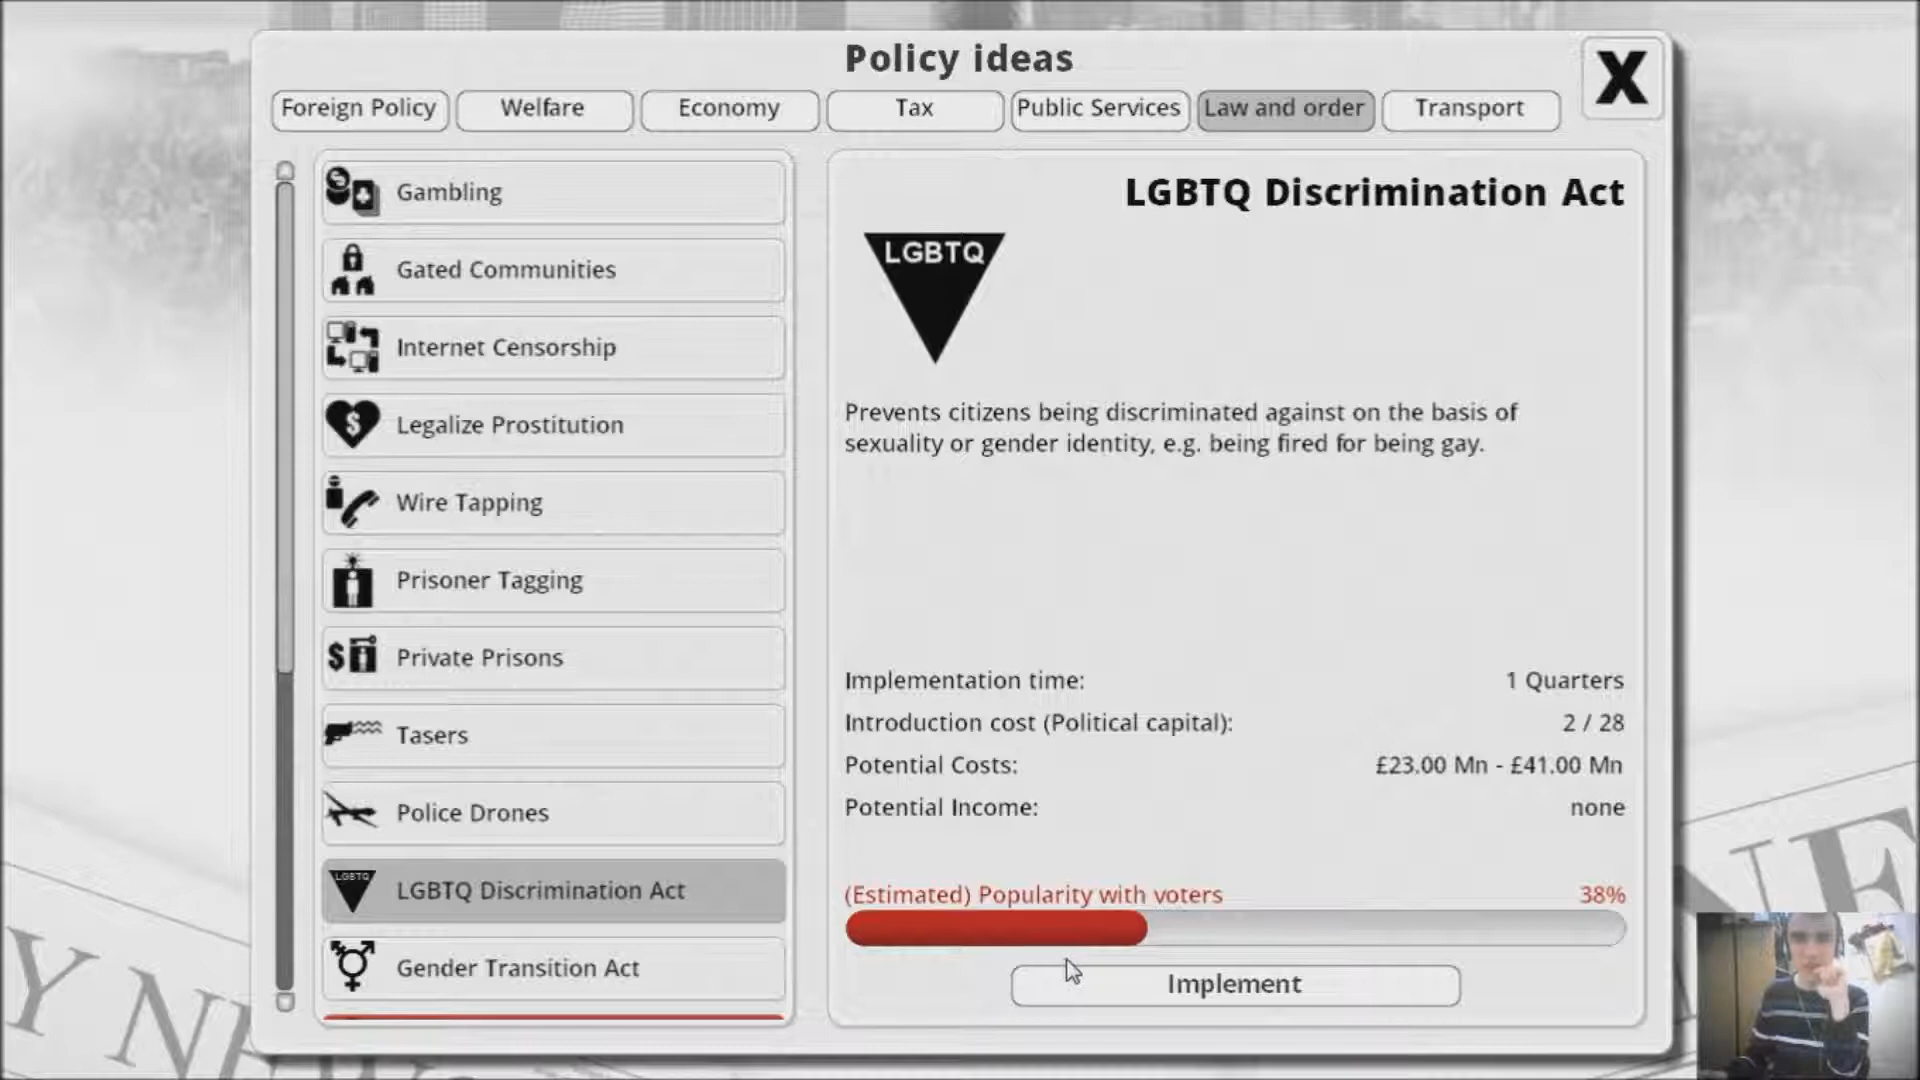 Policy ideas
X
Foreign Policy
Welfare
Economy
Tax
Public Services
Law and order
Transport
Gambling
Gated Communities
Internet Censorship
Legalize Prostitution
Wire Tapping
Prisoner Tagging
Private Prisons
Tasers
Police Drones
LGBTQ
LGBTQ Discrimination Act
Gender Transition Act
LGBTQ Discrimination Act
LGBTQ
Prevents citizens being discriminated against on the basis of
sexuality or gender identity, e.g. being fired for being gay.
Implementation time: 1 Quarters
Introduction cost (Political capital): 2 / 28
Potential Costs: £23.00 Mn - £41.00 Mn
Potential Income: none
(Estimated) Popularity with voters 38%
Implement
Y NE
NE